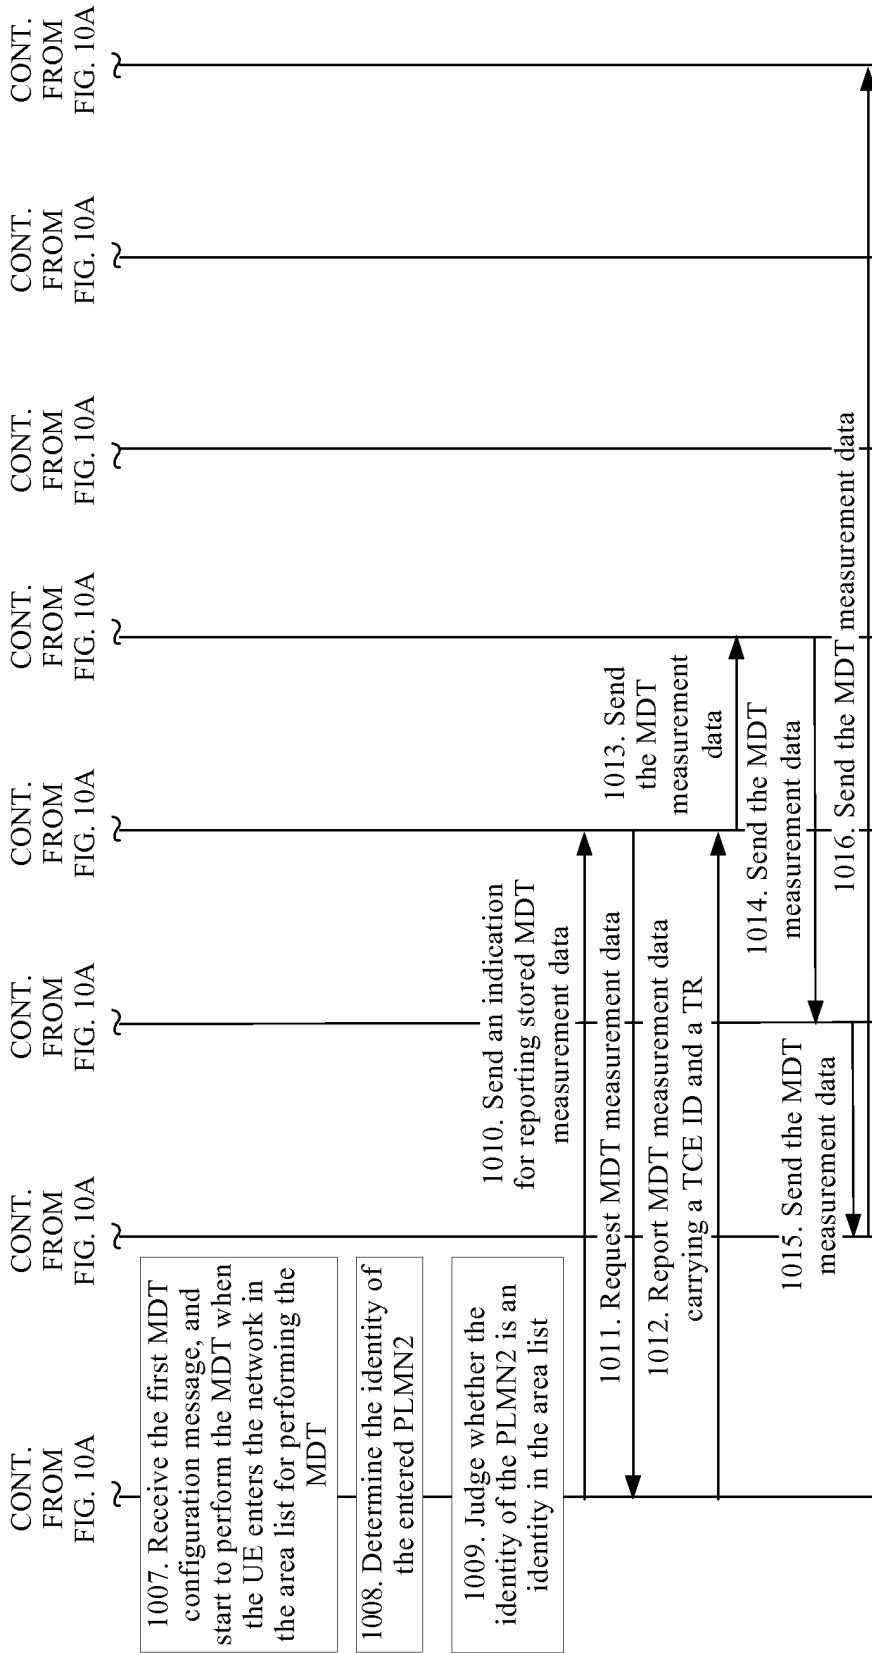 CONT.
FROM
FIG. 10A
CONT.
FROM
FIG. 10A
CONT.
FROM
FIG. 10A
CONT.
FROM
FIG. 10A
CONT.
FROM
FIG. 10A
CONT.
FROM
FIG. 10A
CONT.
FROM
FIG. 10A
CONT.
FROM
FIG. 10A
1007. Receive the first MDT
configuration message, and
start to perform the MDT when
the UE enters the network in
the area list for performing the
MDT
1008. Determine the identity of
the entered PLMN2
1009. Judge whether the
identity of the PLMN2 is an
identity in the area list
1010. Send an indication
for reporting stored MDT
measurement data
1011. Request MDT measurement data
1012. Report MDT measurement data
carrying a TCE ID and a TR
1013. Send
the MDT
measurement
data
1014. Send the MDT
measurement data
1015. Send the MDT
measurement data
1016. Send the MDT measurement data